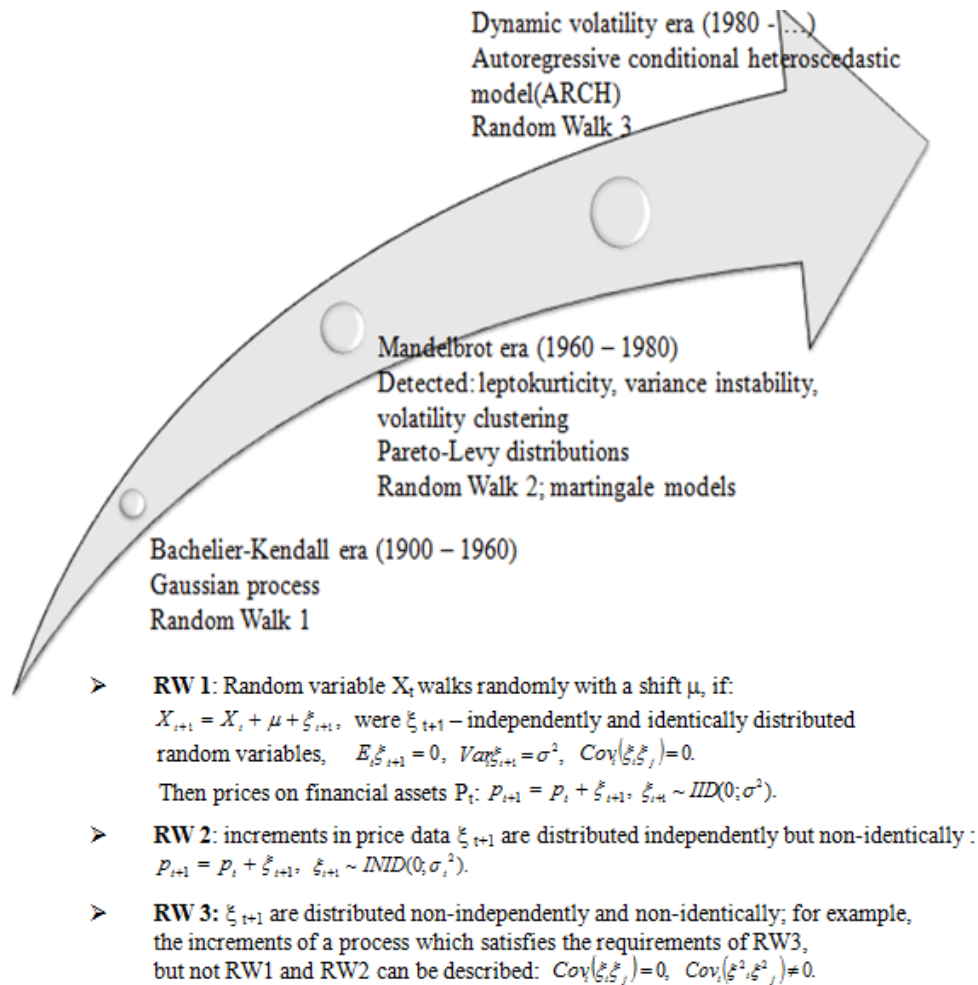 Dynamic volatility era (1980 - …)
Autoregressive conditional heteroscedastic
model(ARCH)
Random Walk 3
Mandelbrot era (1960 – 1980)
Detected: leptokurticity, variance instability,
volatility clustering
Pareto-Levy distributions
Random Walk 2; martingale models
Bachelier-Kendall era (1900 – 1960)
Gaussian process
Random Walk 1
➢ RW 1: Random variable Xₜ walks randomly with a shift μ, if:
Xₜ₊₁ = Xₜ + μ + ξₜ₊₁, were ξ ₜ₊₁ – independently and identically distributed
random variables, Eₜξₜ₊₁ = 0, Varξₜ₊₁ = σ², Covₜ(ξᵢξⱼ) = 0.
Then prices on financial assets Pₜ: pₜ₊₁ = pₜ + ξₜ₊₁, ξₜ₊₁ ~ IID(0;σ²).
➢ RW 2: increments in price data ξ ₜ₊₁ are distributed independently but non-identically :
pₜ₊₁ = pₜ + ξₜ₊₁, ξₜ₊₁ ~ INID(0;σₜ²).
➢ RW 3: ξ ₜ₊₁ are distributed non-independently and non-identically; for example,
the increments of a process which satisfies the requirements of RW3,
but not RW1 and RW2 can be described: Covₜ(ξᵢξⱼ) = 0, Covₜ(ξ²ᵢξ²ⱼ) ≠ 0.